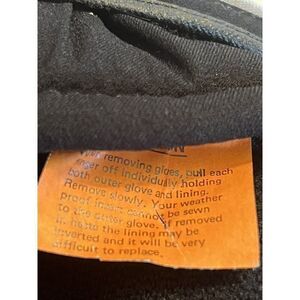 When removing gloves, pull each
finger off individually holding
both outer glove and lining.
Remove slowly. Your weather
Proof liners cannot be sewn
to the outer glove. If removed
in haste the lining may be
inverted and it will be very
difficult to replace.